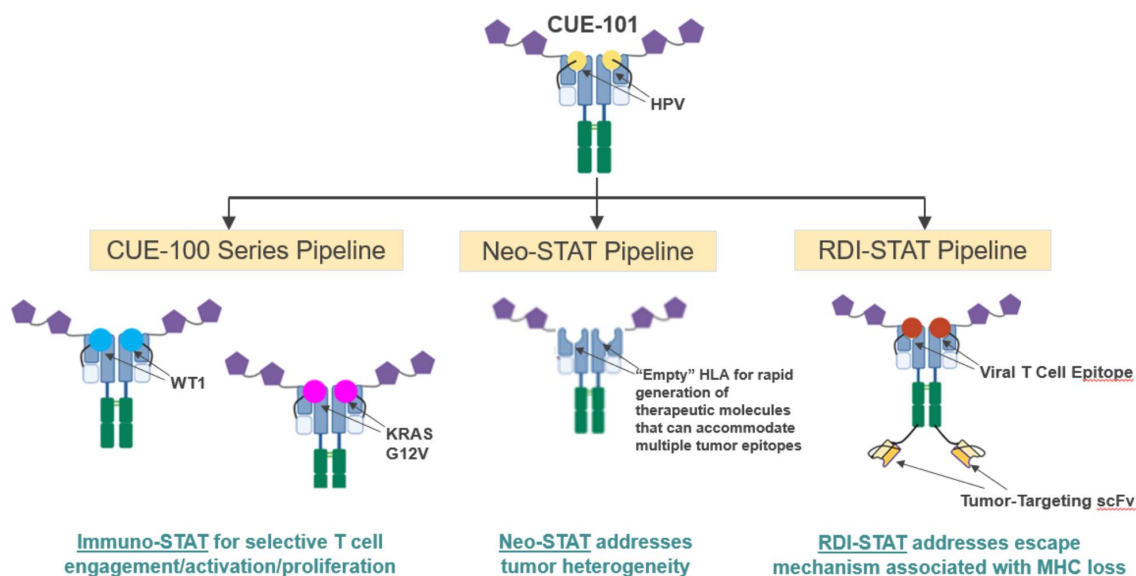 CUE-101
HPV
CUE-100 Series Pipeline
Neo-STAT Pipeline
RDI-STAT Pipeline
WT1
KRAS
G12V
“Empty” HLA for rapid
generation of
therapeutic molecules
that can accommodate
multiple tumor epitopes
Viral T Cell Epitope
Tumor-Targeting scFv
Immuno-STAT for selective T cell
engagement/activation/proliferation
Neo-STAT addresses
tumor heterogeneity
RDI-STAT addresses escape
mechanism associated with MHC loss